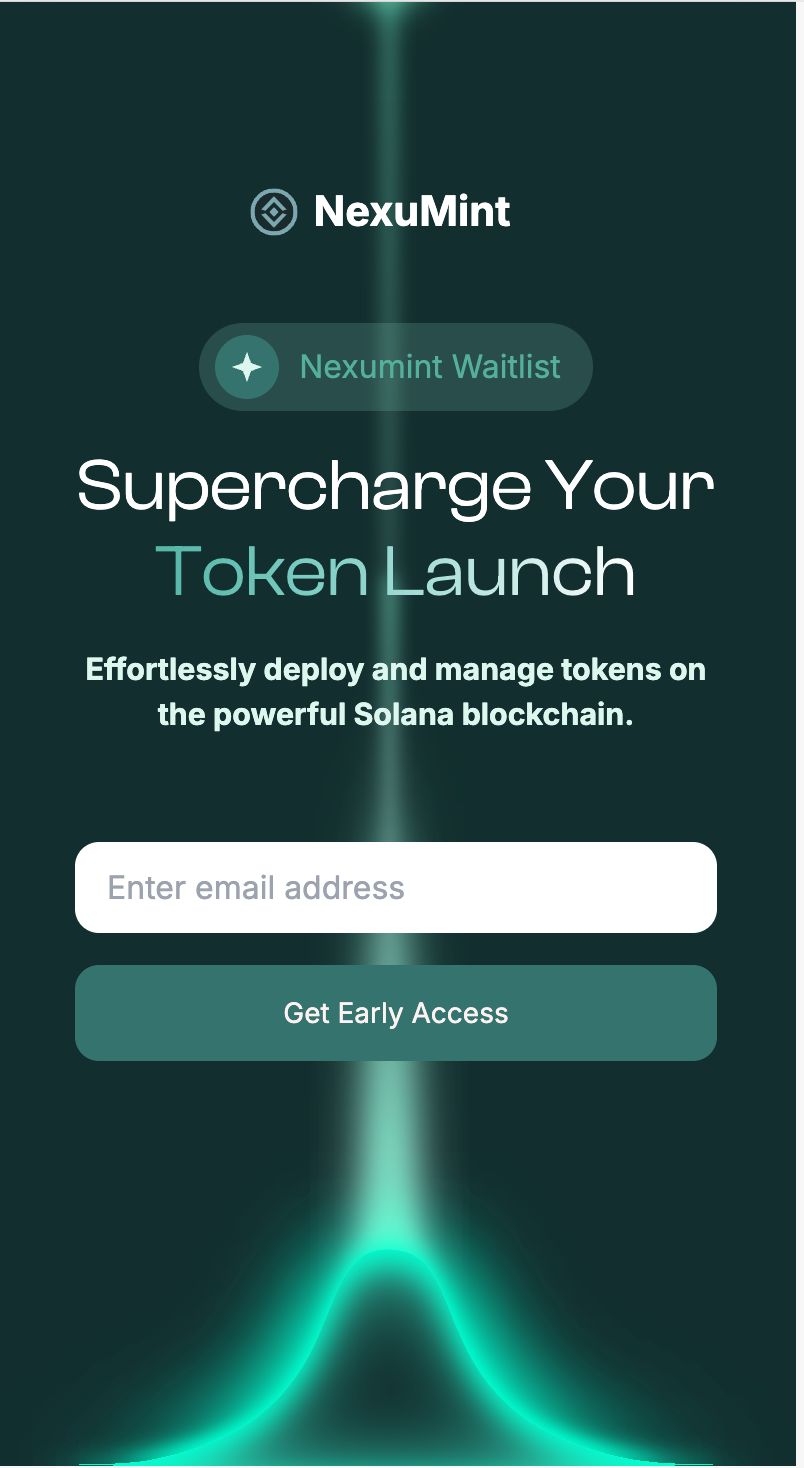 NexuMint
Nexumint Waitlist
Supercharge Your
Token Launch
Effortlessly deploy and manage tokens on
the powerful Solana blockchain.
Enter email address
Get Early Access